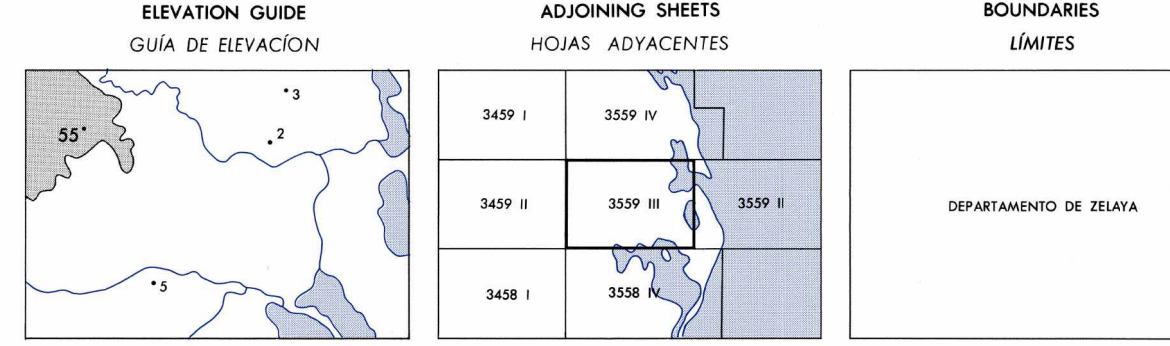 ELEVATION GUIDE
GUÍA DE ELEVACÍON
3
55
2
5
ADJOINING SHEETS
HOJAS ADYACENTES
3459 I
3559 IV
3459 II
3559 III
3559 II
3458 I
3558 IV
BOUNDARIES
LÍMITES
DEPARTAMENTO DE ZELAYA